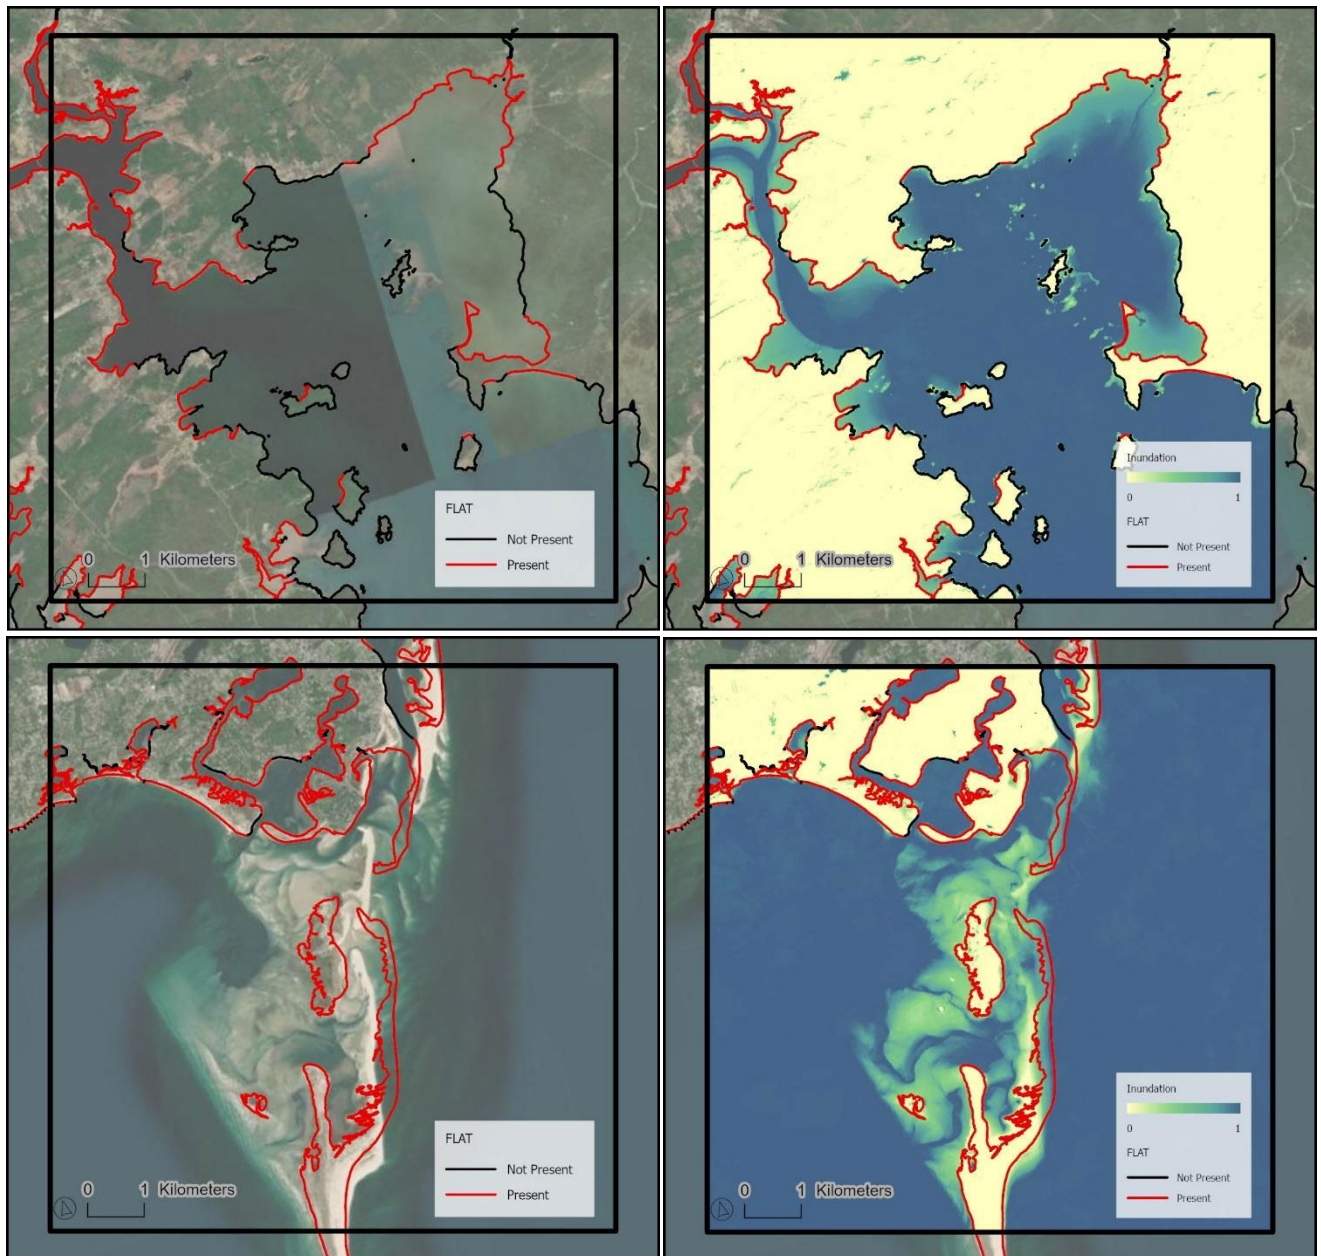 FLAT
Not Present
Present
0 1 Kilometers
Inundation
0 1
FLAT
Not Present
Present
0 1 Kilometers
FLAT
Not Present
Present
0 1 Kilometers
Inundation
0 1
FLAT
Not Present
Present
0 1 Kilometers